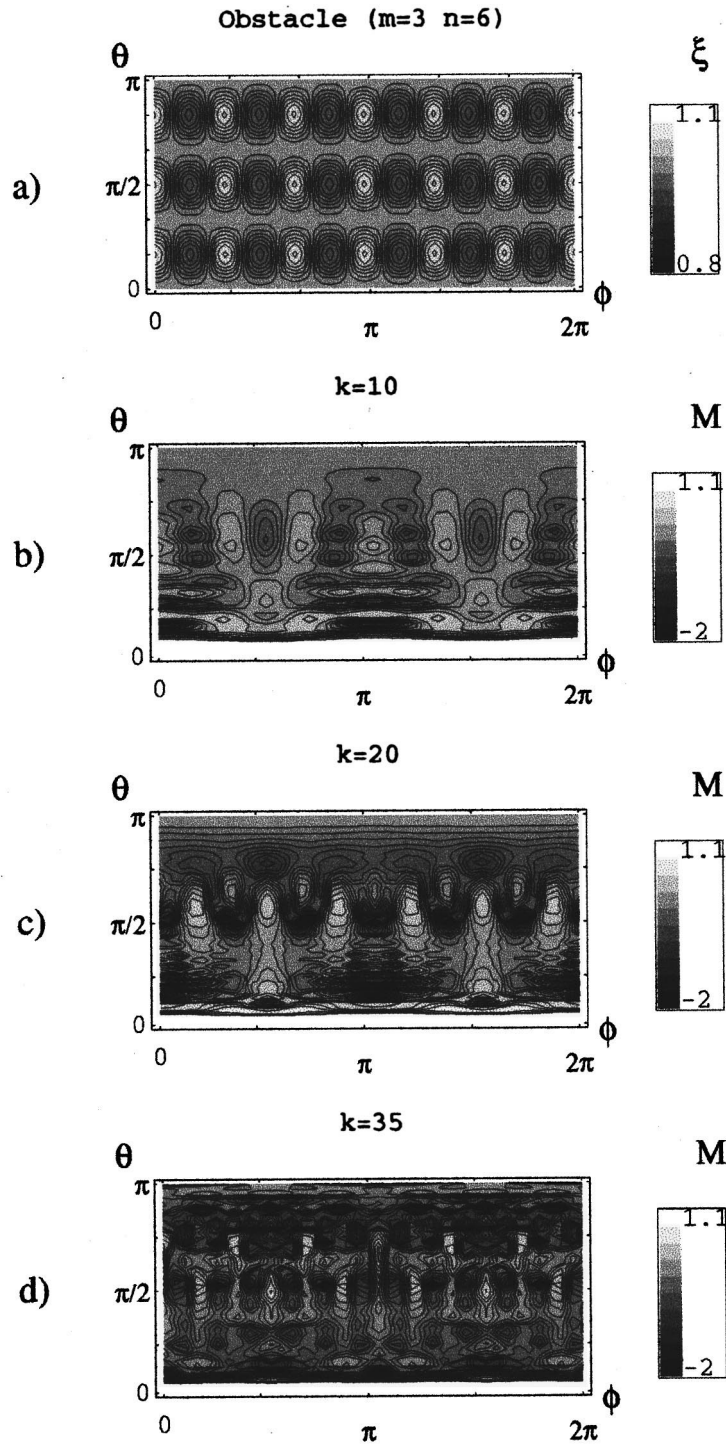 Obstacle (m=3 n=6)
θ
ξ
π
1.1
a)
π/2
0.8
0
ϕ
0
π
2π
k=10
θ
M
π
1.1
b)
π/2
-2
0
ϕ
0
π
2π
k=20
θ
M
π
1.1
c)
π/2
-2
0
ϕ
0
π
2π
k=35
θ
M
π
1.1
d)
π/2
-2
0
ϕ
0
π
2π